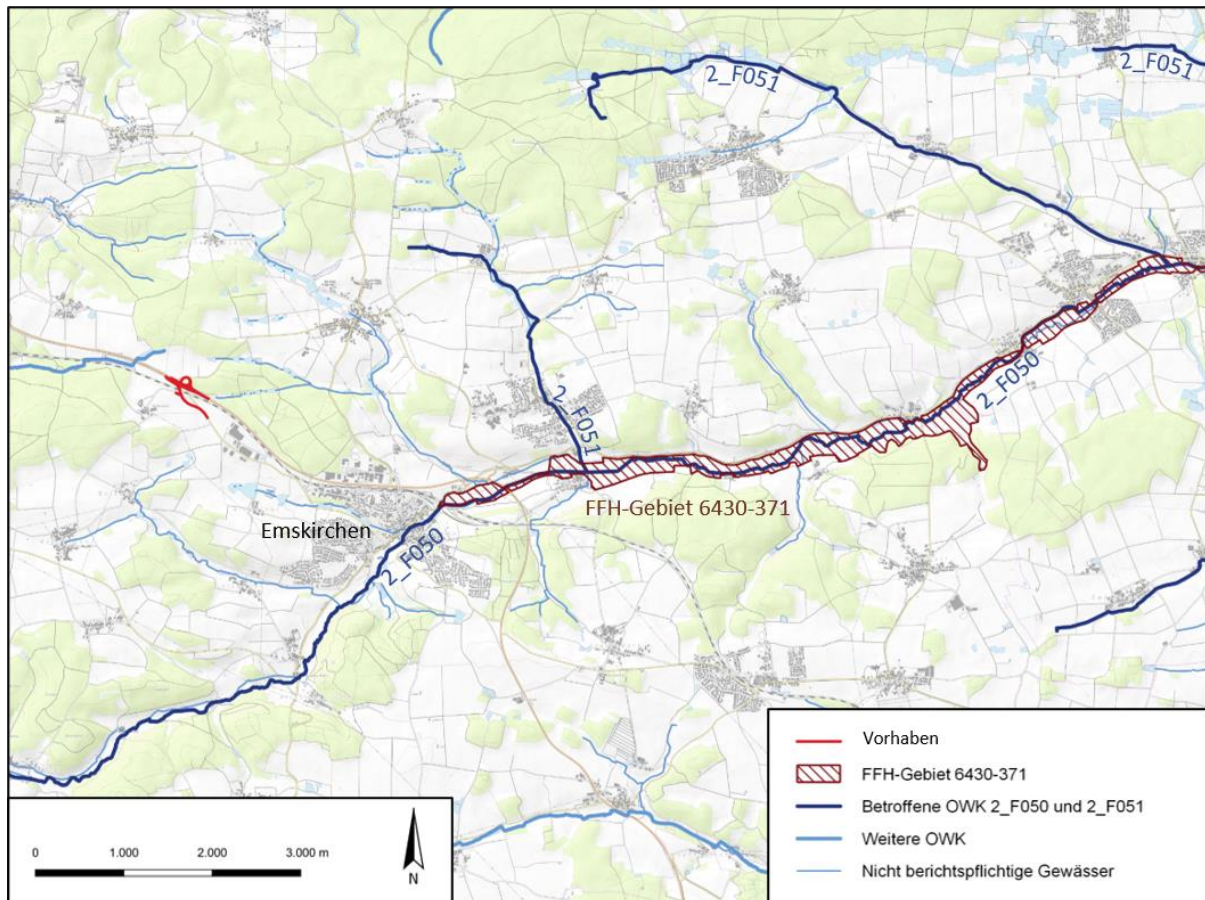 2_F051
2_F051
2_F051
2_F050
FFH-Gebiet 6430-371
Emskirchen
2_F050
Vorhaben
FFH-Gebiet 6430-371
Betroffene OWK 2_F050 und 2_F051
Weitere OWK
Nicht berichtspflichtige Gewässer
0 1.000 2.000 3.000 m
N